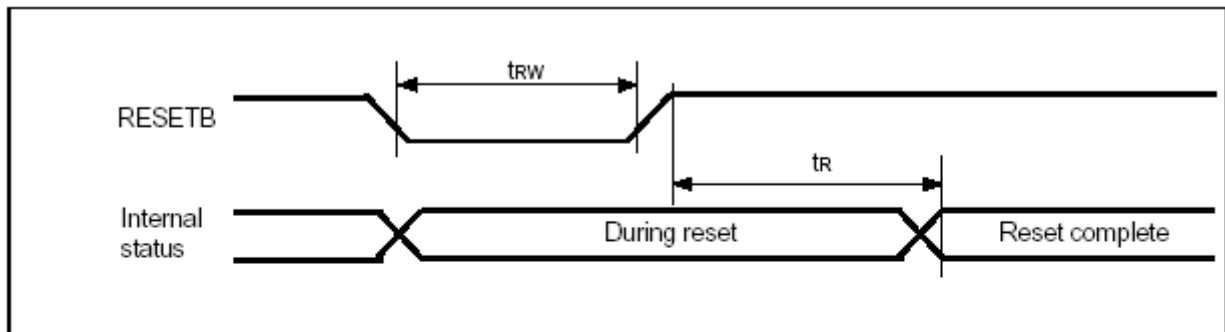 tRW
RESETB
tR
Internal
status
During reset
Reset complete